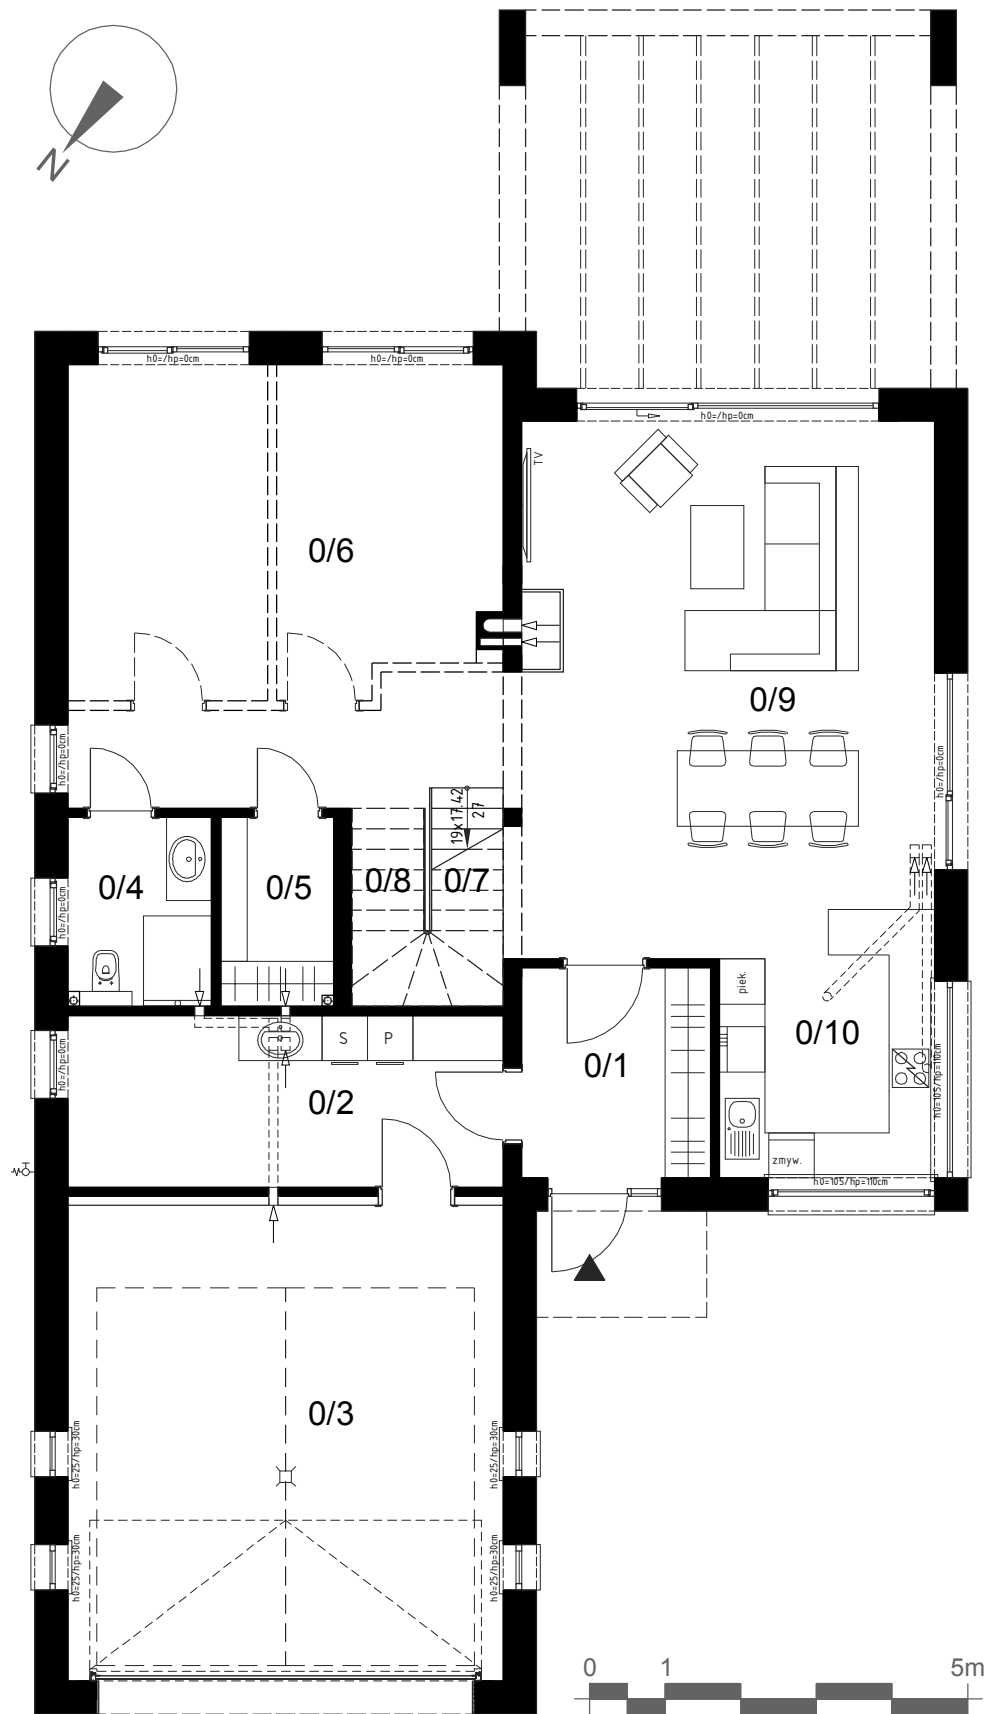 N
h0=/hp=0cm
h0=/hp=0cm
h0=/hp=0cm
TV
0/6
0/9
h0=/hp=0cm
h0=/hp=0cm
19x17.42
27
0/4
0/5
0/8
0/7
h0=/hp=0cm
piek.
0/10
S
P
0/1
h0=/hp=0cm
0/2
h0=105/hp=110cm
zmyw.
h0=105/hp=110cm
0/3
h0=25/hp=30cm
h0=25/hp=30cm
h0=25/hp=30cm
h0=25/hp=30cm
0 1 5m